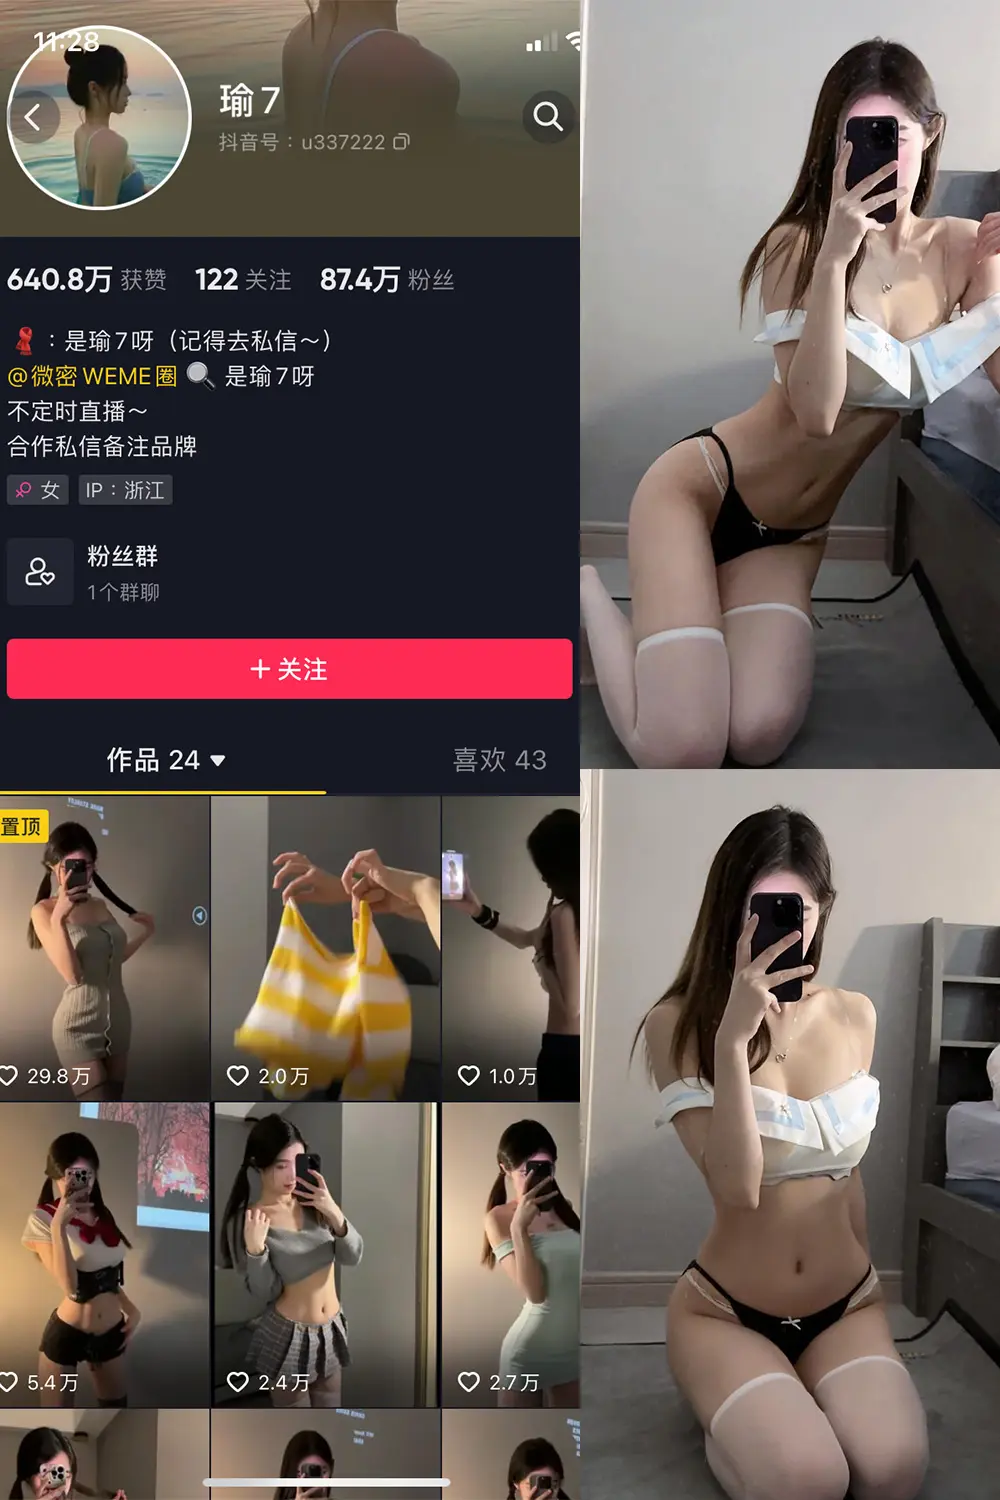 11:28
瑜7
抖音号：u337222
640.8万 获赞 122 关注 87.4万 粉丝
：是瑜7呀（记得去私信～）
@微密WEME圈 是瑜7呀
不定时直播～
合作私信备注品牌
女 IP：浙江
粉丝群
1个群聊
+ 关注
作品 24 喜欢 43
置顶
29.8万 2.0万 1.0万
5.4万 2.4万 2.7万